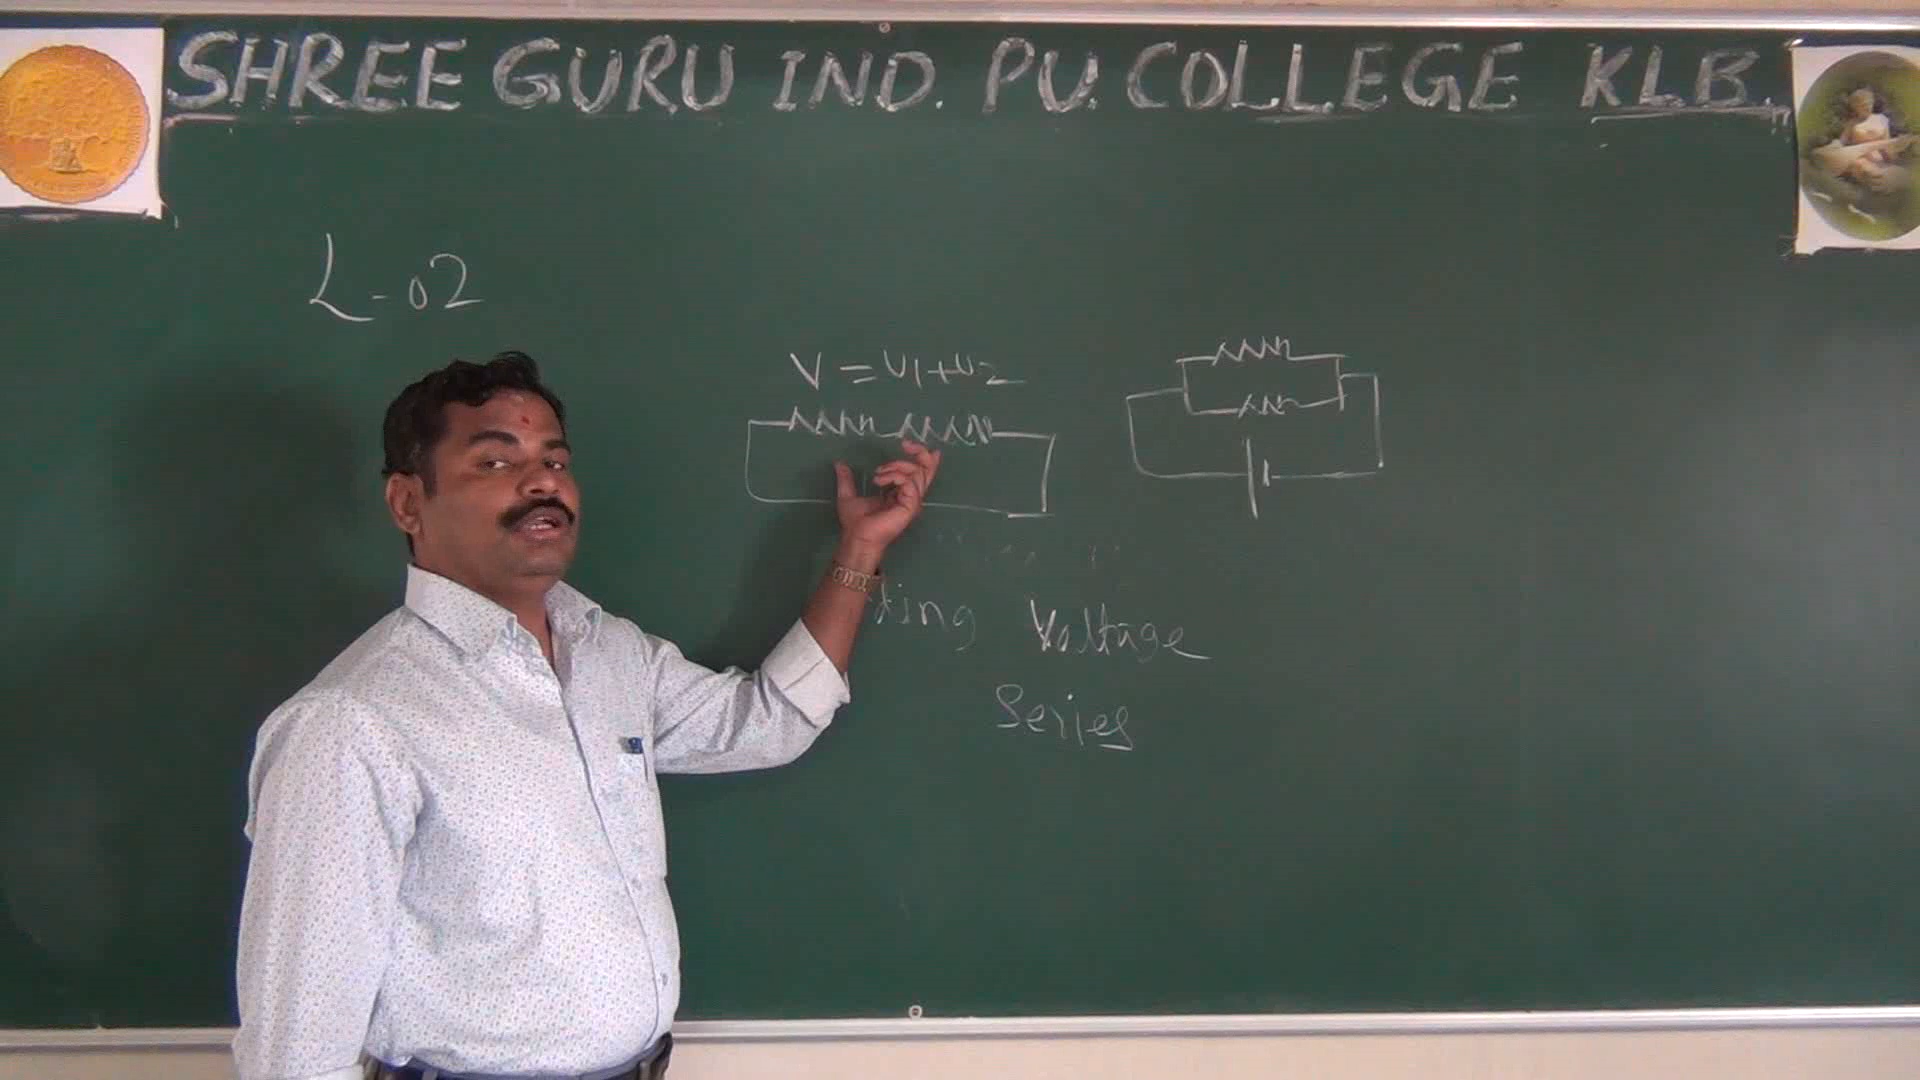 SHREE GURU IND. PU. COLLEGE KLB.
L-02
V = V1+V2
Voltage
Series